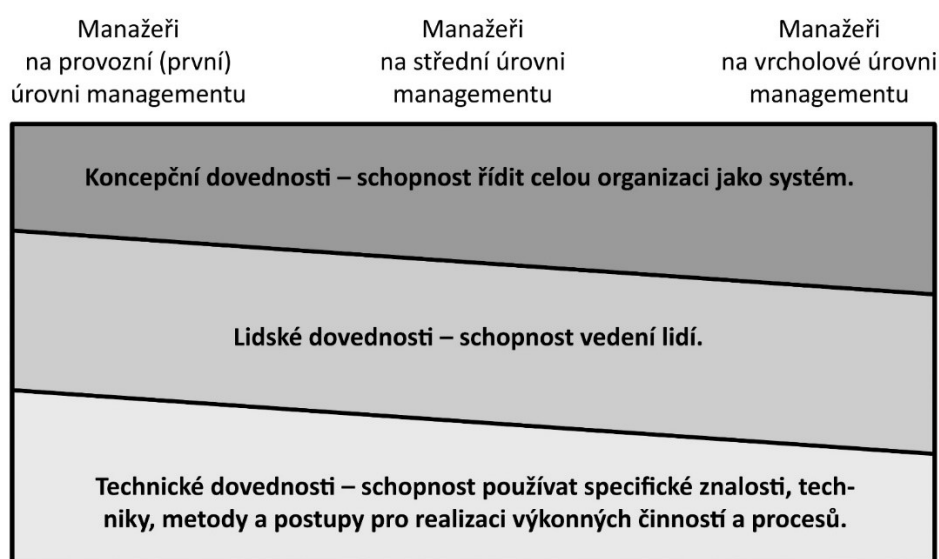 Manažeři
na provozní (první)
úrovni managementu
Manažeři
na střední úrovni
managementu
Manažeři
na vrcholové úrovni
managementu
Koncepční dovednosti – schopnost řídit celou organizaci jako systém.
Lidské dovednosti – schopnost vedení lidí.
Technické dovednosti – schopnost používat specifické znalosti, tech-
niky, metody a postupy pro realizaci výkonných činností a procesů.